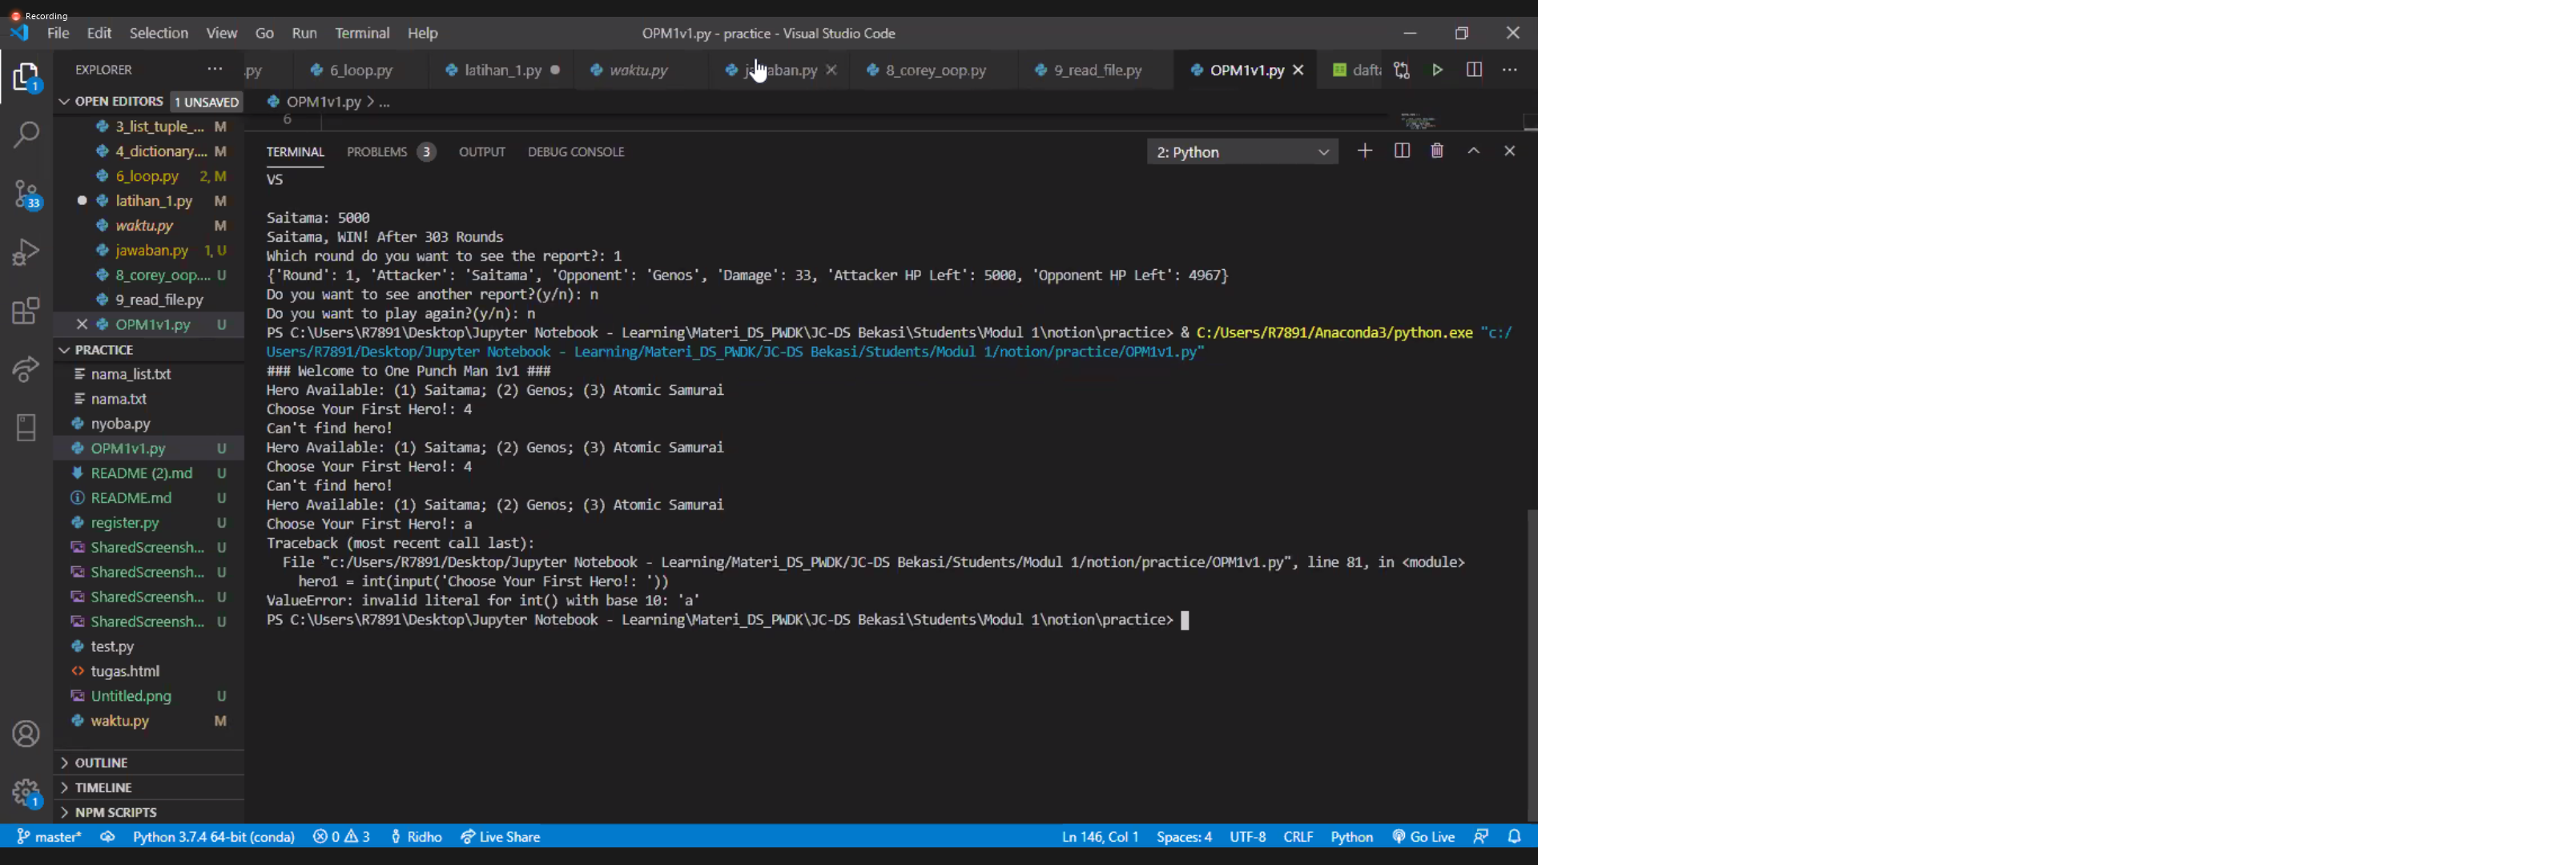 Recording
File Edit Selection View Go Run Terminal Help
OPM1v1.py - practice - Visual Studio Code
EXPLORER ...
.py 6_loop.py latihan_1.py waktu.py 8_corey_oop.py 9_read_file.py OPM1v1.py
OPEN EDITORS 1 UNSAVED
OPM1v1.py > ...
6
3_list_tuple_... M
4_dictionary.... M
6_loop.py 2, M
latihan_1.py M
waktu.py M
jawaban.py 1, U
8_corey_oop.... U
9_read_file.py
OPM1v1.py U
PRACTICE
nama_list.txt
nama.txt
nyoba.py
OPM1v1.py U
README (2).md U
README.md U
register.py U
SharedScreensh... U
SharedScreensh... U
SharedScreensh... U
SharedScreensh... U
test.py
tugas.html
Untitled.png U
waktu.py M
OUTLINE
TIMELINE
NPM SCRIPTS
1
33
1
TERMINAL PROBLEMS 3 OUTPUT DEBUG CONSOLE
2: Python
VS
Saitama: 5000
Saitama, WIN! After 303 Rounds
Which round do you want to see the report?: 1
{'Round': 1, 'Attacker': 'Saitama', 'Opponent': 'Genos', 'Damage': 33, 'Attacker HP Left': 5000, 'Opponent HP Left': 4967}
Do you want to see another report?(y/n): n
Do you want to play again?(y/n): n
PS C:\Users\R7891\Desktop\Jupyter Notebook - Learning\Materi_DS_PWDK\JC-DS Bekasi\Students\Modul 1\notion\practice> & C:/Users/R7891/Anaconda3/python.exe "c:/
Users/R7891/Desktop/Jupyter Notebook - Learning/Materi_DS_PWDK/JC-DS Bekasi/Students/Modul 1/notion/practice/OPM1v1.py"
### Welcome to One Punch Man 1v1 ###
Hero Available: (1) Saitama; (2) Genos; (3) Atomic Samurai
Choose Your First Hero!: 4
Can't find hero!
Hero Available: (1) Saitama; (2) Genos; (3) Atomic Samurai
Choose Your First Hero!: 4
Can't find hero!
Hero Available: (1) Saitama; (2) Genos; (3) Atomic Samurai
Choose Your First Hero!: a
Traceback (most recent call last):
  File "c:/Users/R7891/Desktop/Jupyter Notebook - Learning/Materi_DS_PWDK/JC-DS Bekasi/Students/Modul 1/notion/practice/OPM1v1.py", line 81, in <module>
    hero1 = int(input('Choose Your First Hero!: '))
ValueError: invalid literal for int() with base 10: 'a'
PS C:\Users\R7891\Desktop\Jupyter Notebook - Learning\Materi_DS_PWDK\JC-DS Bekasi\Students\Modul 1\notion\practice>
master* Python 3.7.4 64-bit (conda) 0 3 Ridho Live Share
Ln 146, Col 1 Spaces: 4 UTF-8 CRLF Python Go Live